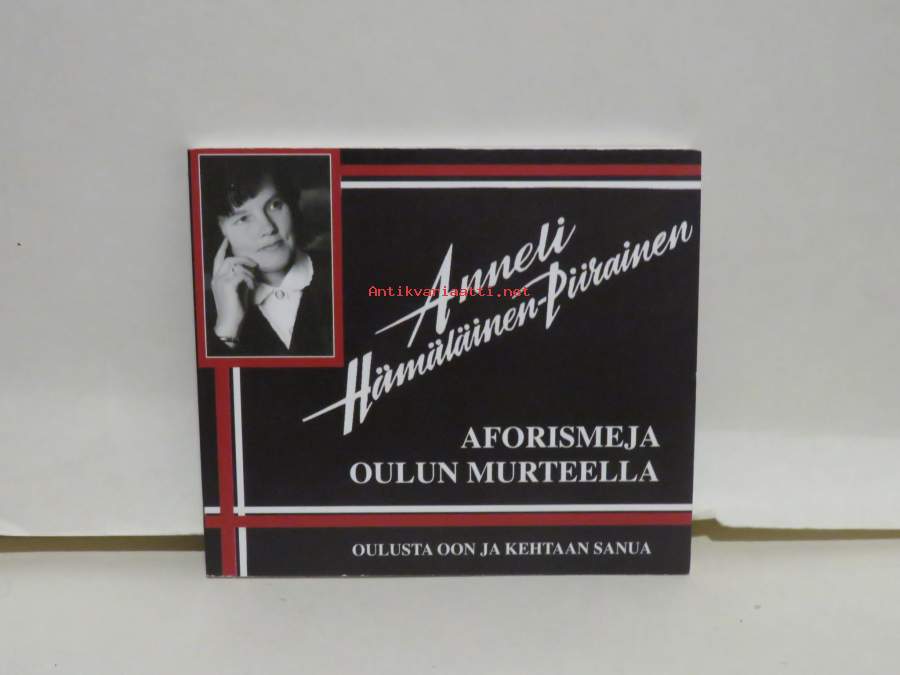 Anneli
Hämäläinen-Piirainen
Antikvariaatti.net
AFORISMEJA
OULUN MURTEELLA
OULUSTA OON JA KEHTAAN SANUA